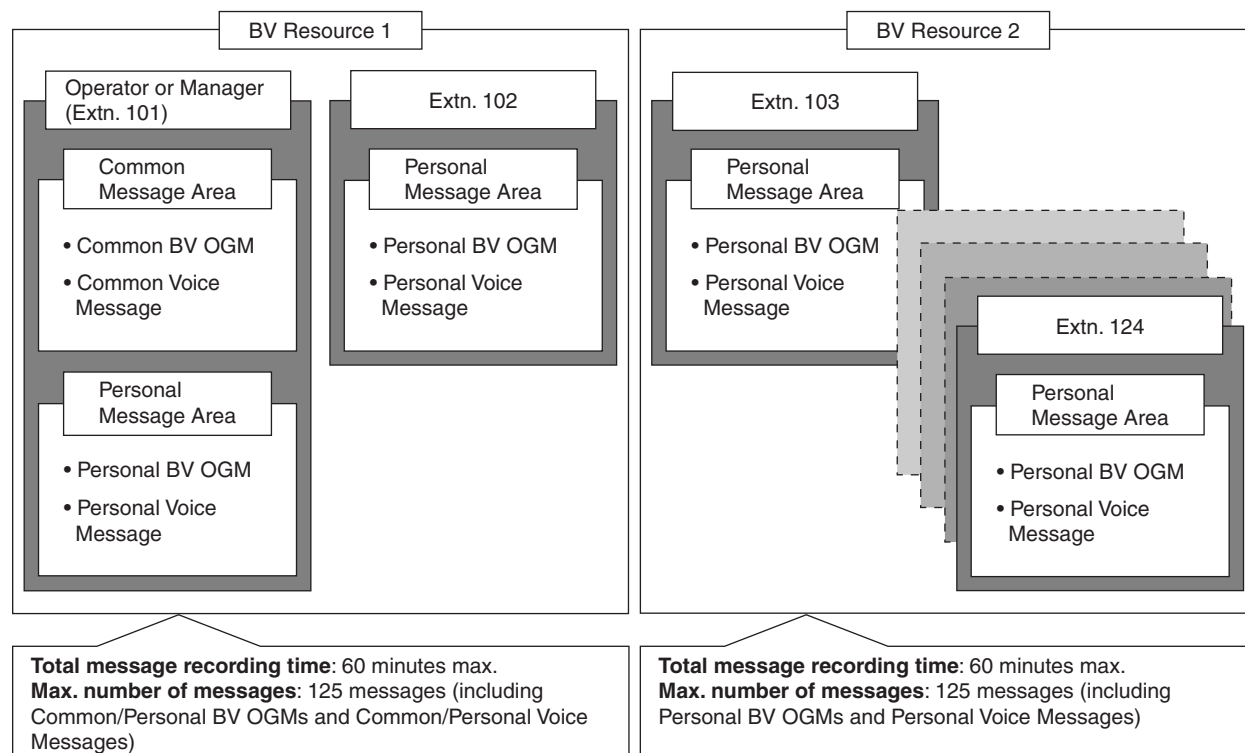 BV Resource 1
Operator or Manager
(Extn. 101)
Common
Message Area
• Common BV OGM
• Common Voice
Message
Personal
Message Area
• Personal BV OGM
• Personal Voice
Message
Extn. 102
Personal
Message Area
• Personal BV OGM
• Personal Voice
Message
Total message recording time: 60 minutes max.
Max. number of messages: 125 messages (including
Common/Personal BV OGMs and Common/Personal Voice
Messages)
BV Resource 2
Extn. 103
Personal
Message Area
• Personal BV OGM
• Personal Voice
Message
Extn. 124
Personal
Message Area
• Personal BV OGM
• Personal Voice
Message
Total message recording time: 60 minutes max.
Max. number of messages: 125 messages (including
Personal BV OGMs and Personal Voice Messages)